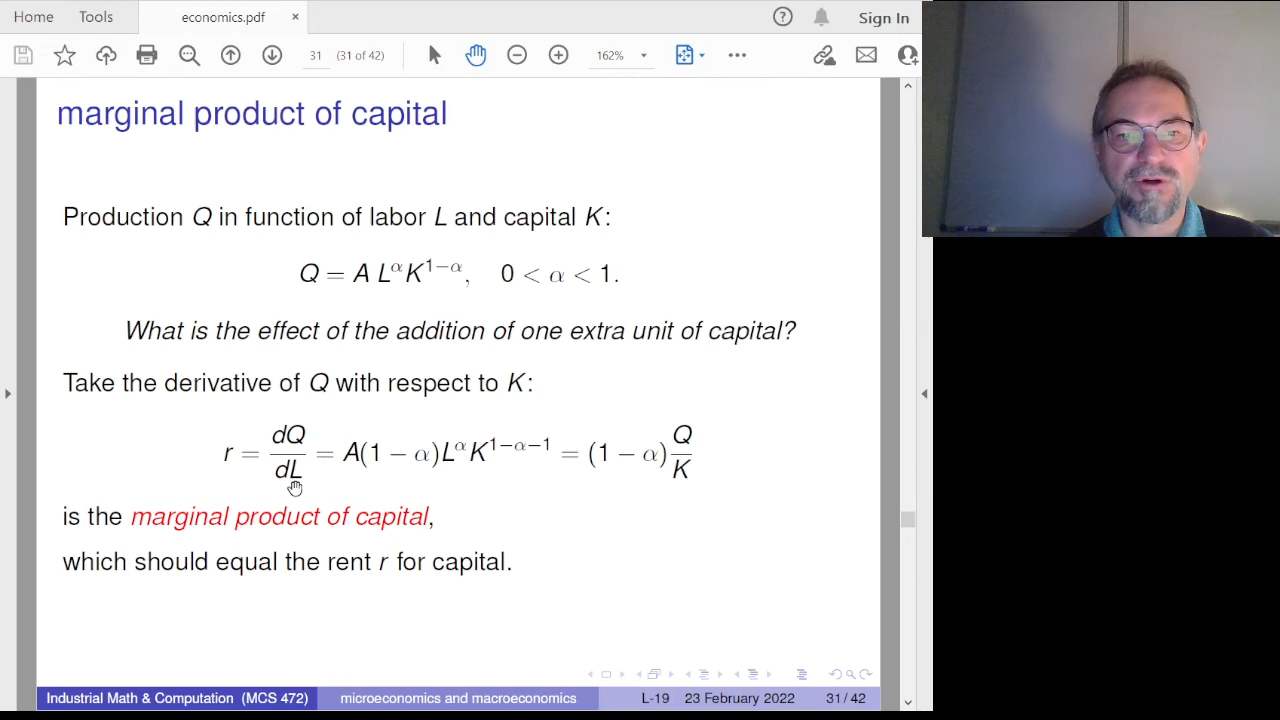 Home Tools economics.pdf × Sign In
31 (31 of 42) 162%
marginal product of capital
Production Q in function of labor L and capital K:
Q = A L^α K^{1−α}, 0 < α < 1.
What is the effect of the addition of one extra unit of capital?
Take the derivative of Q with respect to K:
r = dQ/dL = A(1 − α)L^α K^{1−α−1} = (1 − α) Q/K
is the marginal product of capital,
which should equal the rent r for capital.
Industrial Math & Computation (MCS 472) microeconomics and macroeconomics L-19 23 February 2022 31 / 42